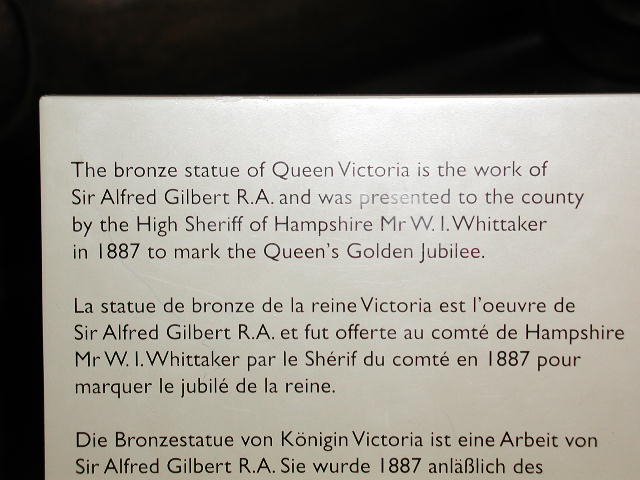 The bronze statue of Queen Victoria is the work of
Sir Alfred Gilbert R.A. and was presented to the county
by the High Sheriff of Hampshire Mr W. I. Whittaker
in 1887 to mark the Queen's Golden Jubilee.
La statue de bronze de la reine Victoria est l'oeuvre de
Sir Alfred Gilbert R.A. et fut offerte au comté de Hampshire
Mr W. I. Whittaker par le Shérif du comté en 1887 pour
marquer le jubilé de la reine.
Die Bronzestatue von Königin Victoria ist eine Arbeit von
Sir Alfred Gilbert R.A. Sie wurde 1887 anläßlich des